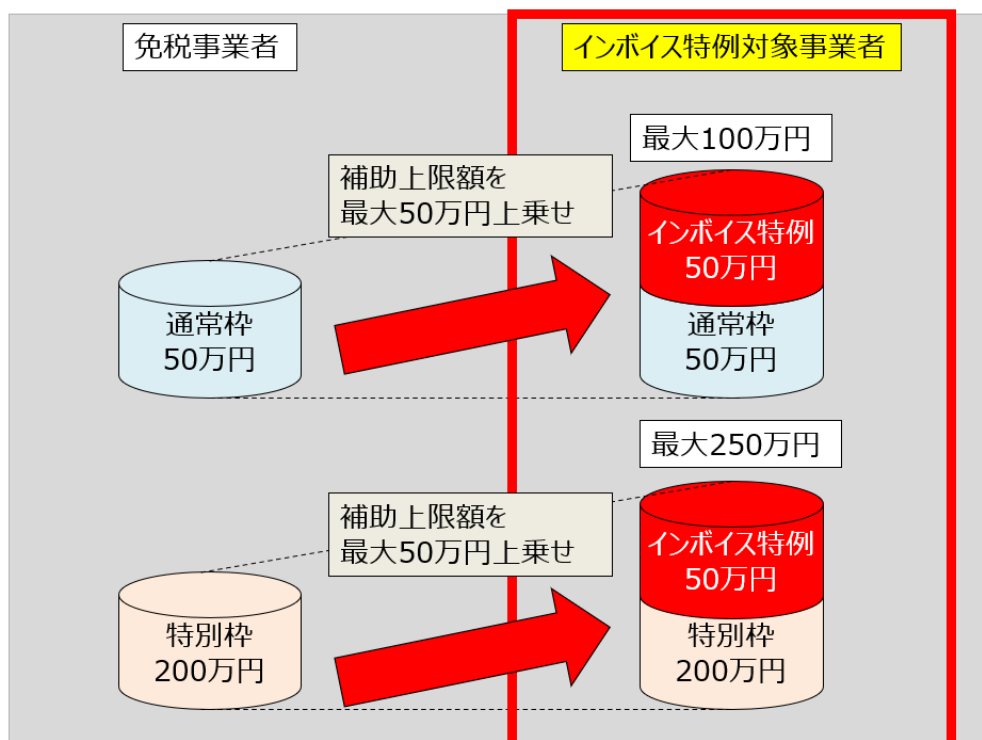 免税事業者
インボイス特例対象事業者
最大100万円
補助上限額を
最大50万円上乗せ
インボイス特例
50万円
通常枠
50万円
通常枠
50万円
最大250万円
補助上限額を
最大50万円上乗せ
インボイス特例
50万円
特別枠
200万円
特別枠
200万円